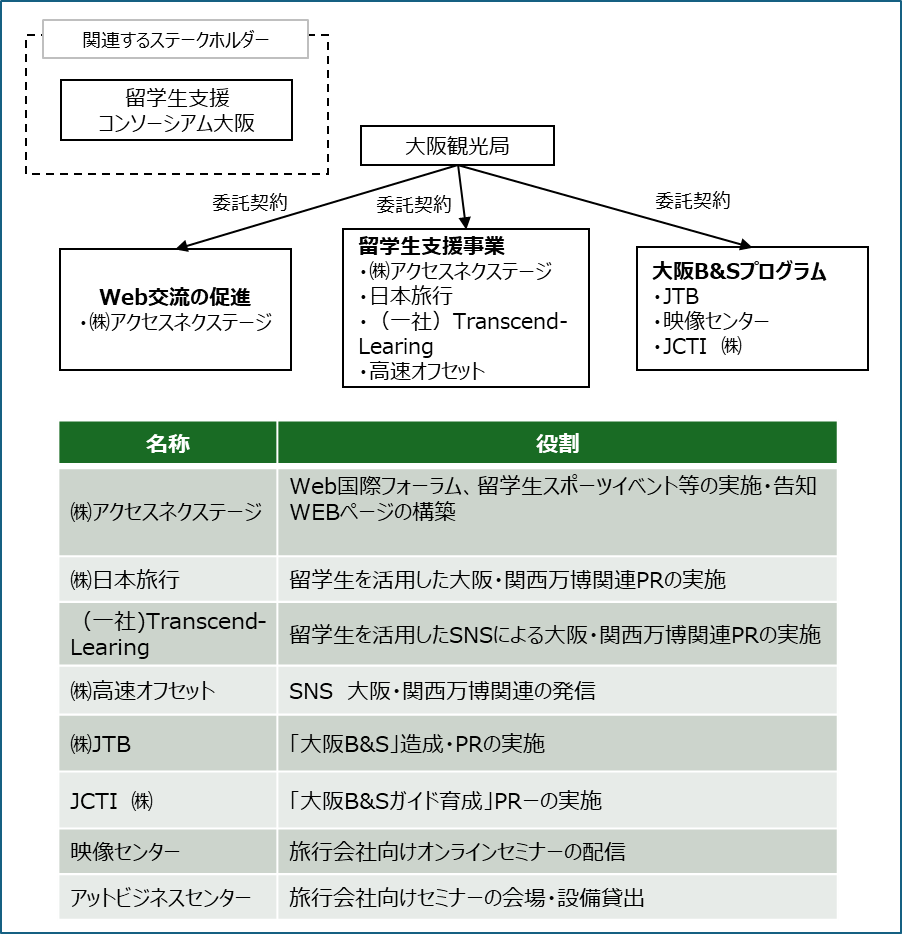 関連するステークホルダー
留学生支援
コンソーシアム大阪
大阪観光局
委託契約
委託契約
委託契約
Web交流の促進
・㈱アクセスネクステージ
留学生支援事業
・㈱アクセスネクステージ
・日本旅行
・（一社）Transcend-
Learing
・高速オフセット
大阪B&Sプログラム
・JTB
・映像センター
・JCTI ㈱
名称 役割
㈱アクセスネクステージ
Web国際フォーラム、留学生スポーツイベント等の実施・告知
WEBページの構築
㈱日本旅行 留学生を活用した大阪・関西万博関連PRの実施
（一社)Transcend-
Learing
留学生を活用したSNSによる大阪・関西万博関連PRの実施
㈱高速オフセット SNS 大阪・関西万博関連の発信
㈱JTB 「大阪B&S」造成・PRの実施
JCTI ㈱ 「大阪B&Sガイド育成」PRーの実施
映像センター 旅行会社向けオンラインセミナーの配信
アットビジネスセンター 旅行会社向けセミナーの会場・設備貸出